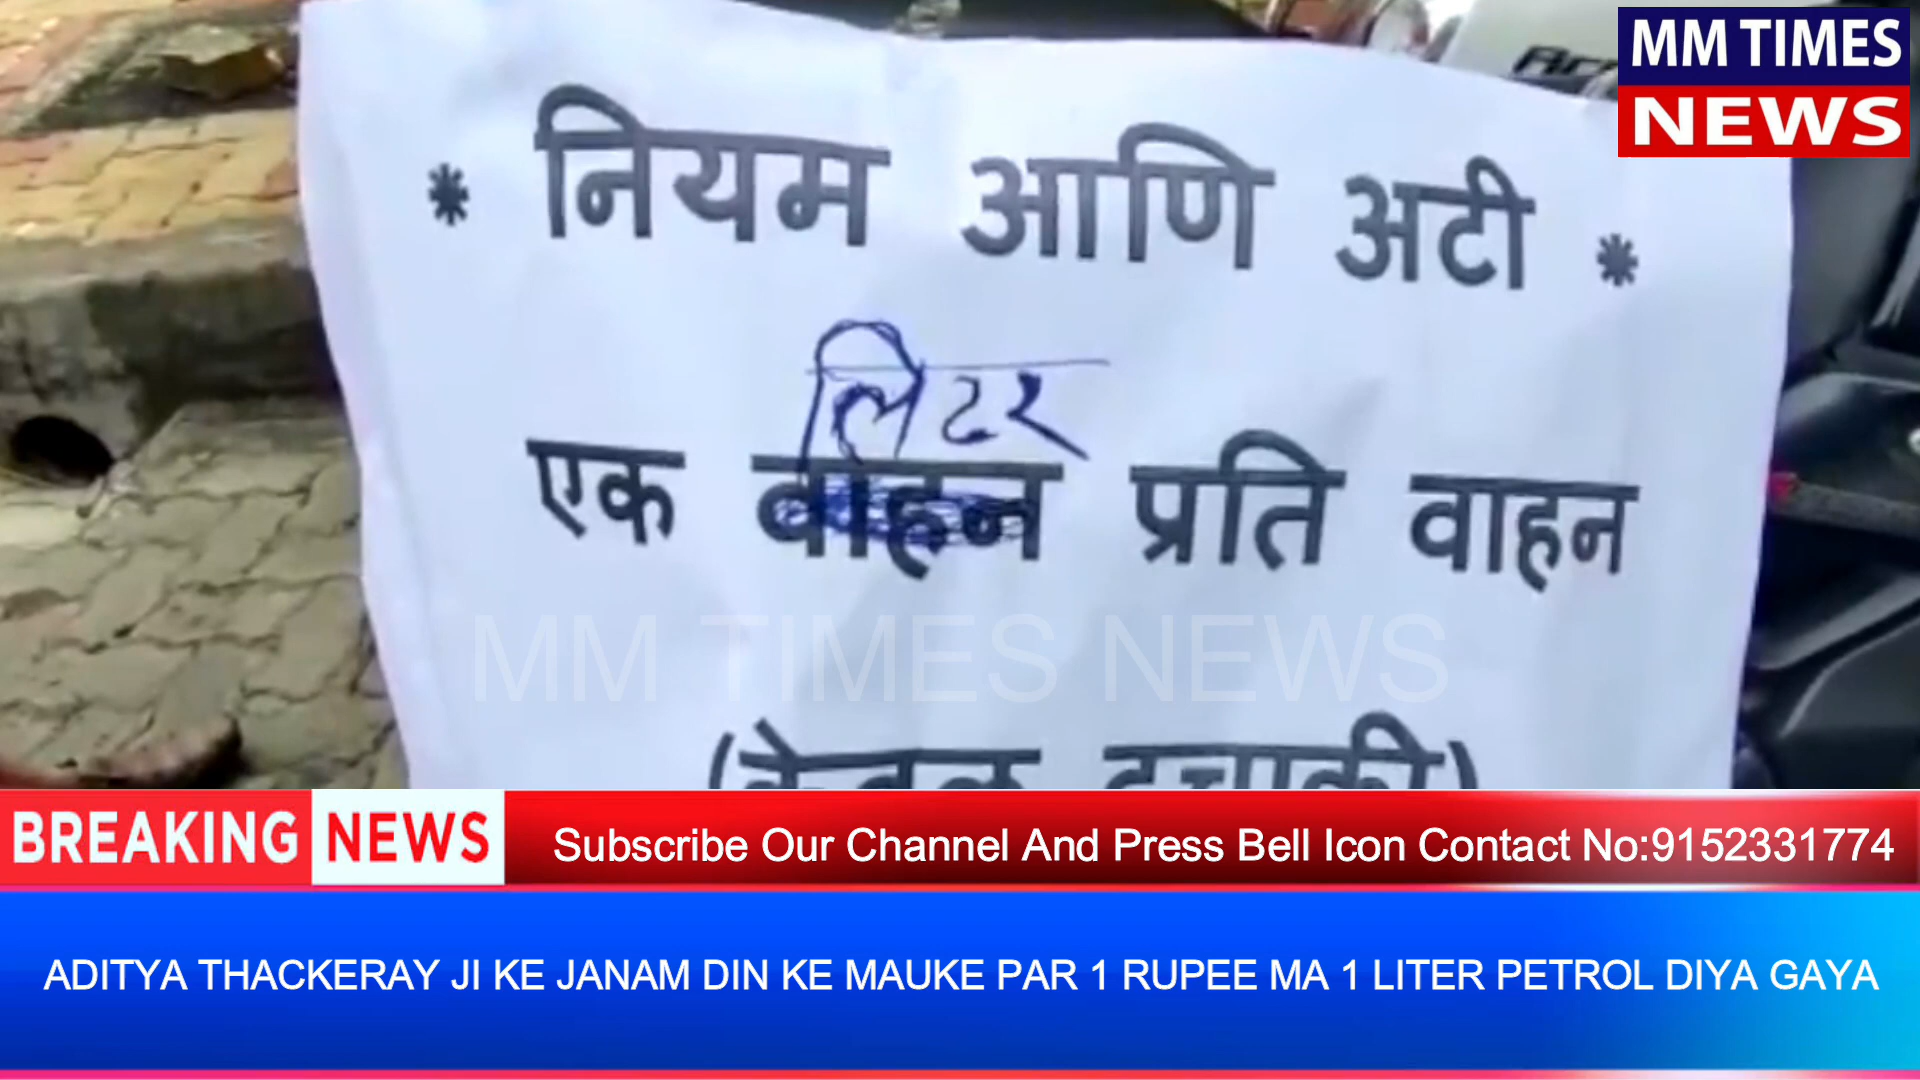 MM TIMES
NEWS
* नियम आणि अटी *
लिटर
एक वाहन प्रति वाहन
MM TIMES NEWS
(केवळ दुचाकी)
BREAKING NEWS
Subscribe Our Channel And Press Bell Icon Contact No:9152331774
ADITYA THACKERAY JI KE JANAM DIN KE MAUKE PAR 1 RUPEE MA 1 LITER PETROL DIYA GAYA